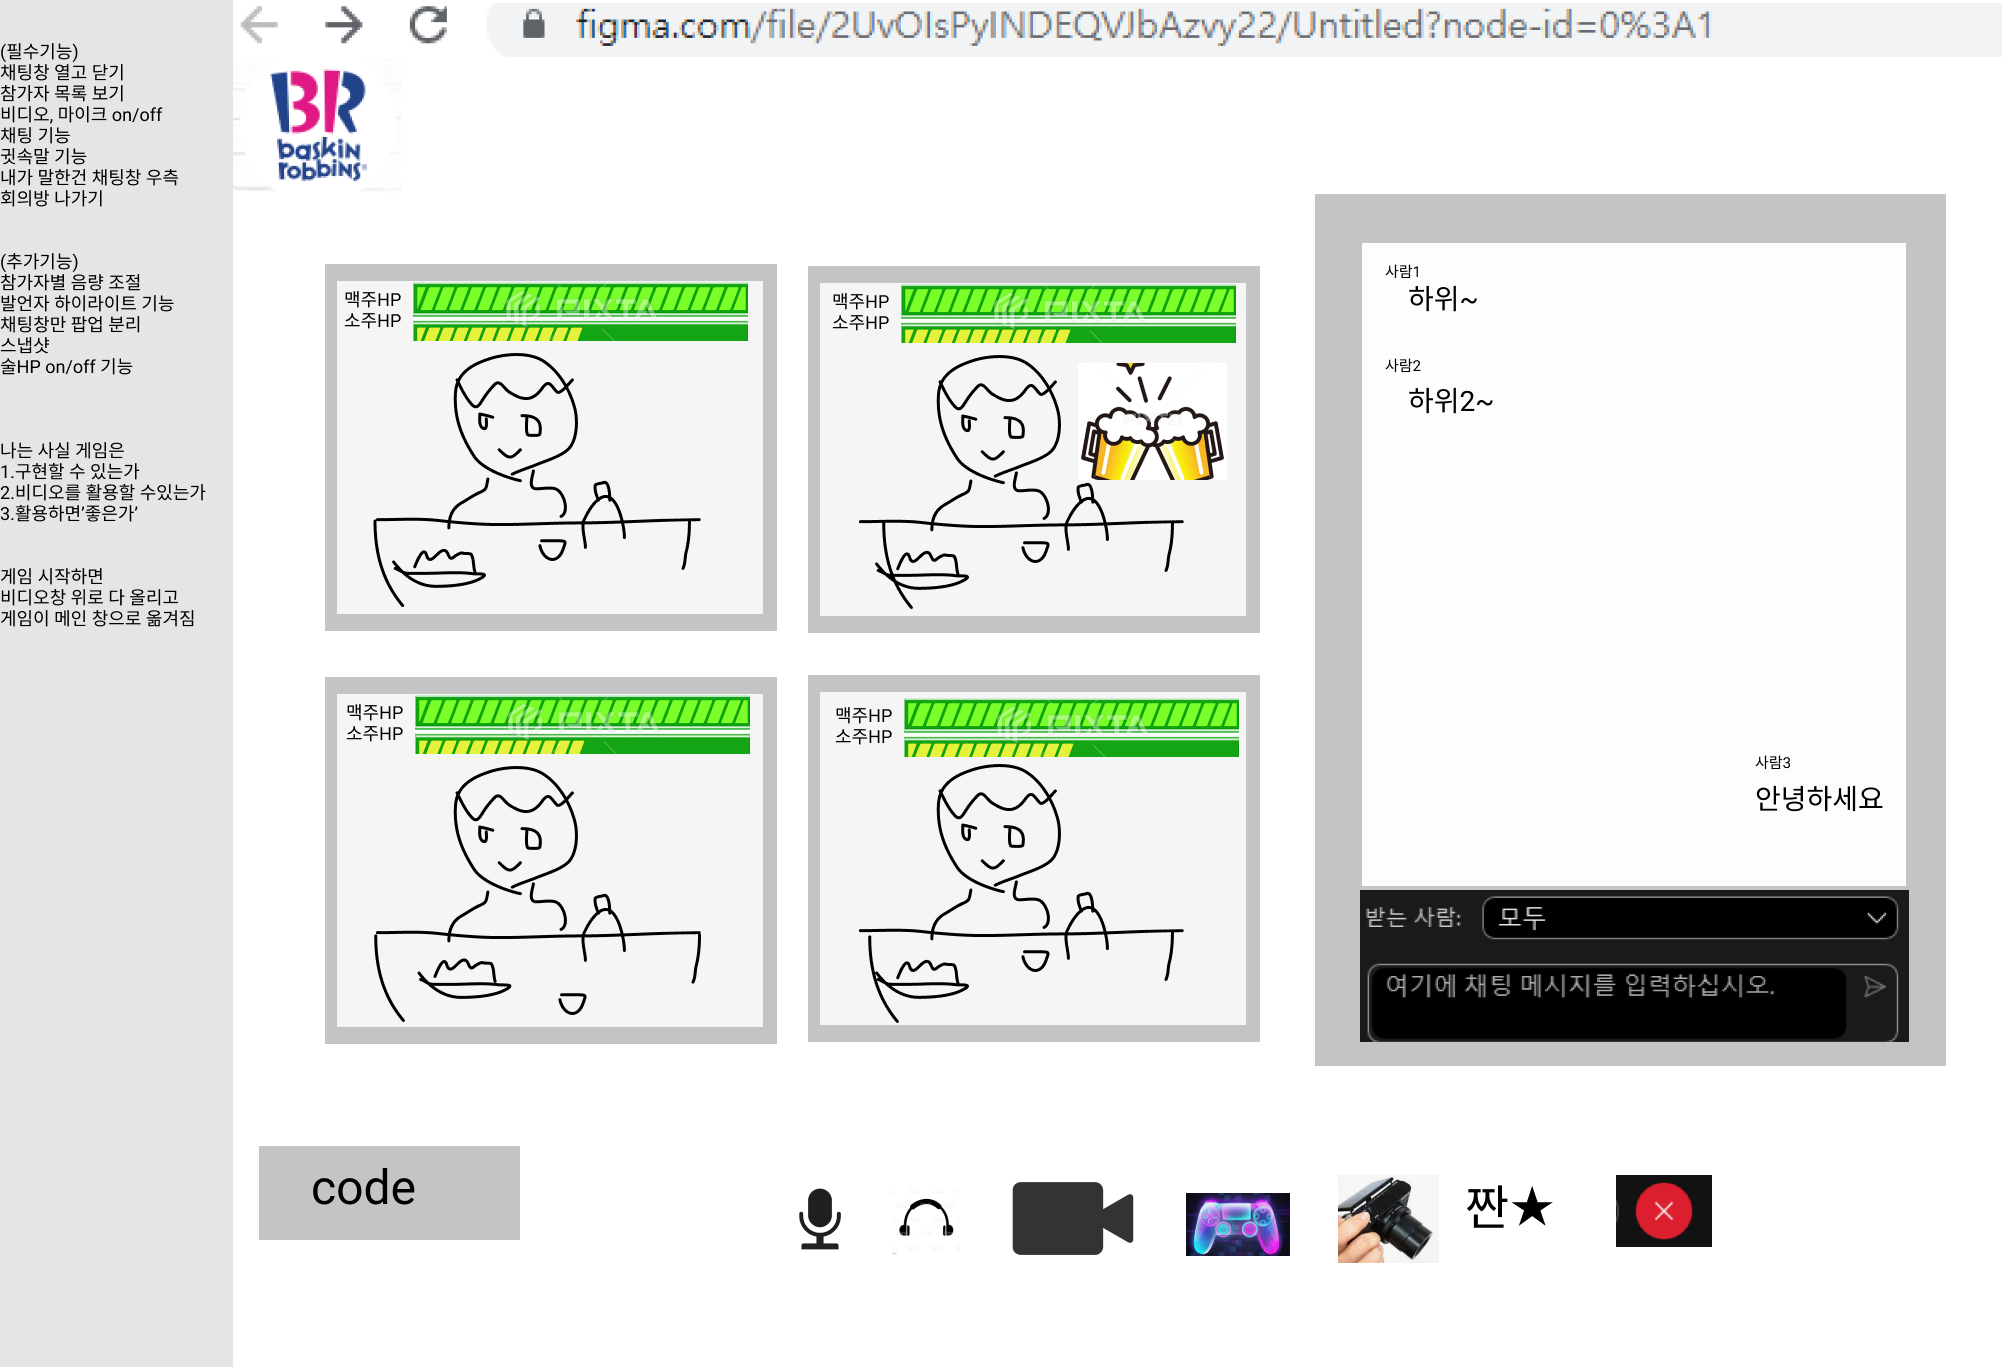 figma.com/file/2UvOIsPyINDEQVJbAzvy22/Untitled?node-id=0%3A1
(필수기능)
채팅창 열고 닫기
참가자 목록 보기
비디오, 마이크 on/off
채팅 기능
귓속말 기능
내가 말한건 채팅창 우측
회의방 나가기
(추가기능)
참가자별 음량 조절
발언자 하이라이트 기능
채팅창만 팝업 분리
스냅샷
술HP on/off 기능
나는 사실 게임은
1.구현할 수 있는가
2.비디오를 활용할 수있는가
3.활용하면'좋은가'
게임 시작하면
비디오창 위로 다 올리고
게임이 메인 창으로 옮겨짐
BR
baskin
robbins
맥주HP
소주HP
PIXTA
맥주HP
소주HP
PIXTA
맥주HP
소주HP
PIXTA
맥주HP
소주HP
PIXTA
사람1
하위~
사람2
하위2~
사람3
안녕하세요
받는 사람: 모두
여기에 채팅 메시지를 입력하십시오.
code
짠★